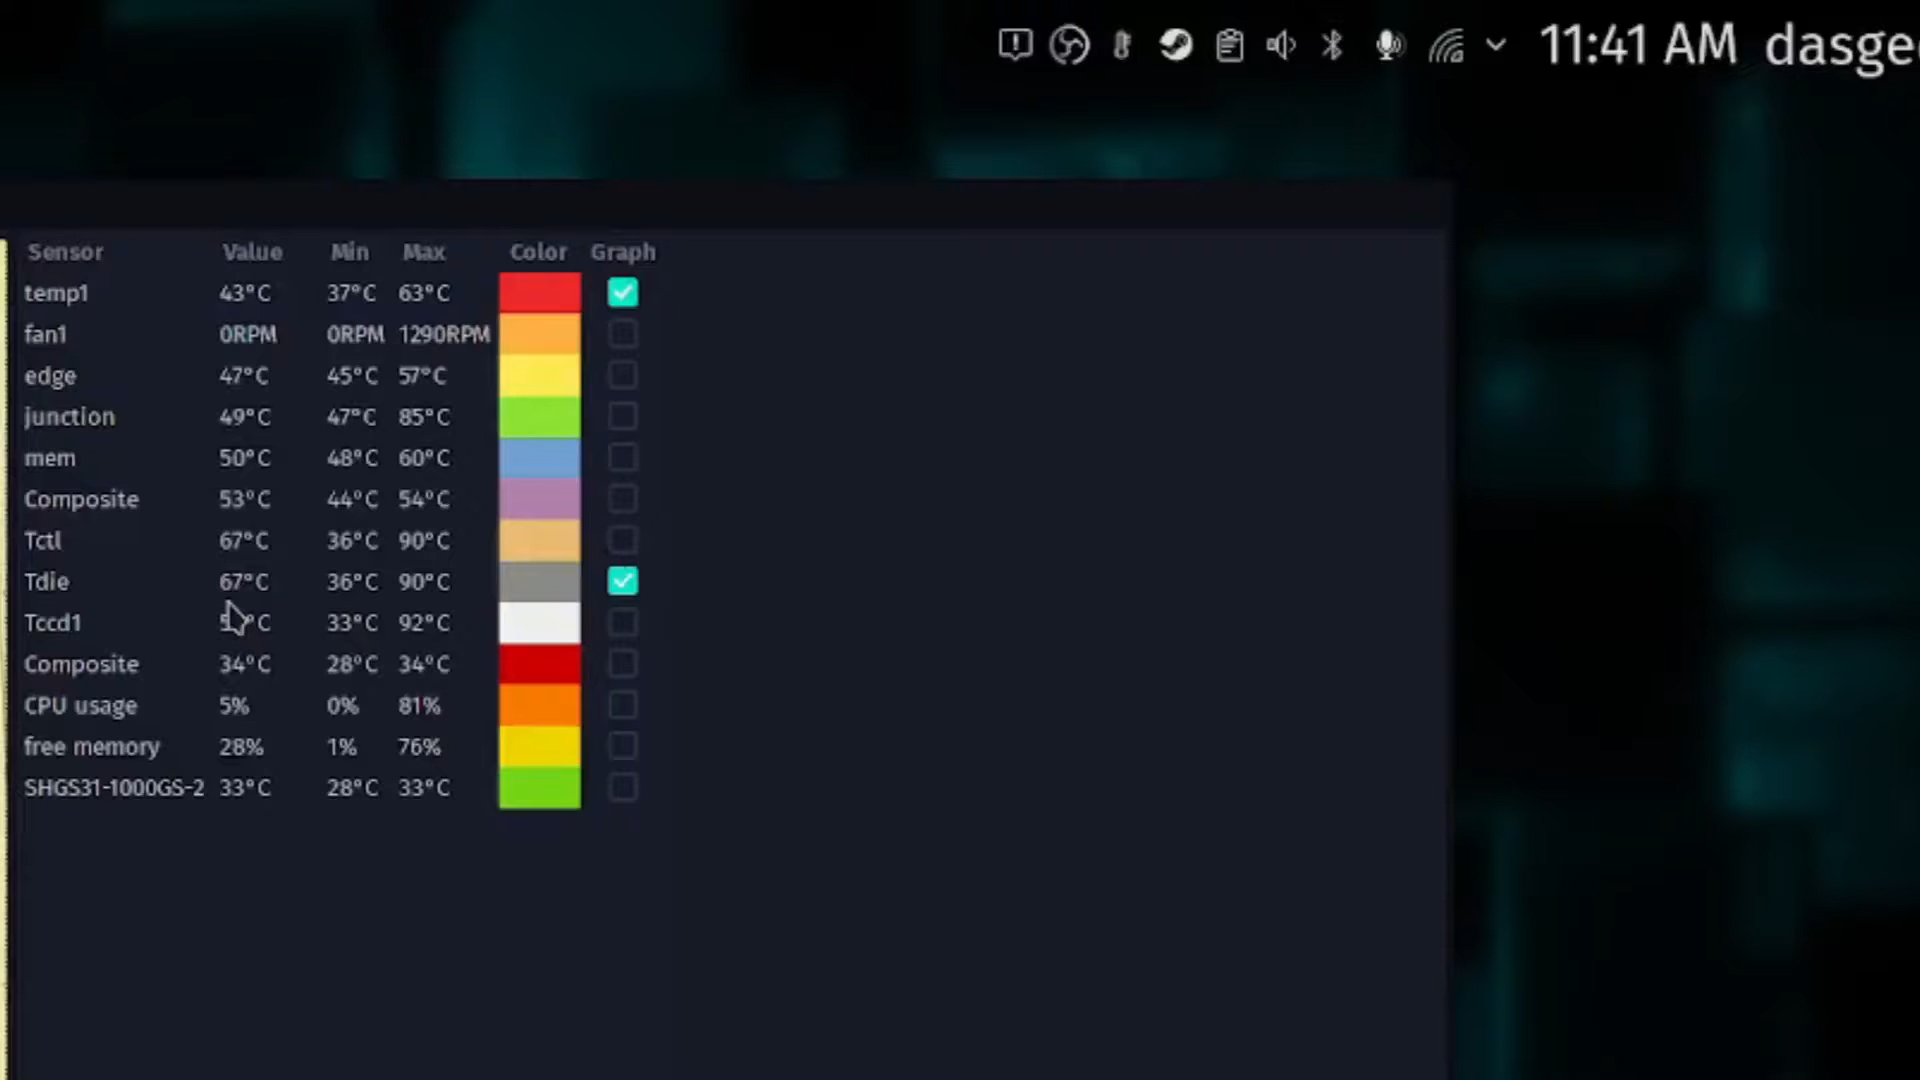 11:41 AM dasge
Sensor Value Min Max Color Graph
temp1 43°C 37°C 63°C
fan1 0RPM 0RPM 1290RPM
edge 47°C 45°C 57°C
junction 49°C 47°C 85°C
mem 50°C 48°C 60°C
Composite 53°C 44°C 54°C
Tctl 67°C 36°C 90°C
Tdie 67°C 36°C 90°C
Tccd1 33°C 92°C
Composite 34°C 28°C 34°C
CPU usage 5% 0% 81%
free memory 28% 1% 76%
SHGS31-1000GS-2 33°C 28°C 33°C